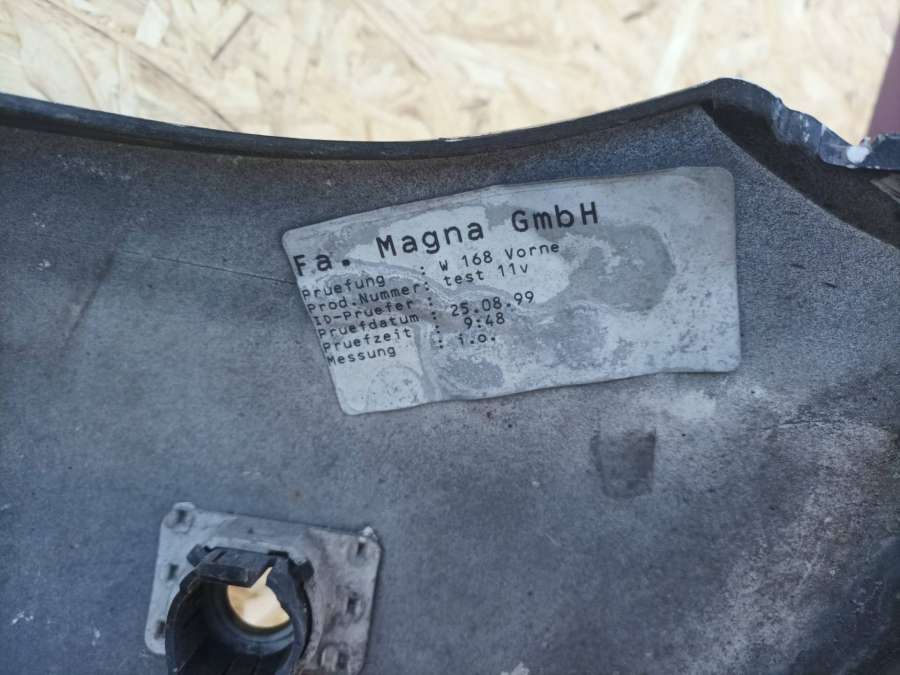 Fa. Magna GmbH
Pruefung : W 168 Vorne
Prod.Nummer: test 11v
ID-Pruefer :
Pruefdatum : 25.08.99
Pruefzeit : 9:48
Messung : i.o.